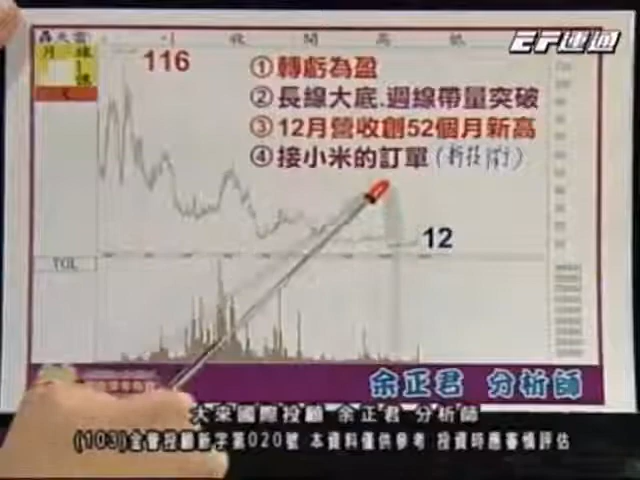 EF運通
116
①轉虧為盈
②長線大底.週線帶量突破
③12月營收創52個月新高
④接小米的訂單
12
VOL
余正君 分析師
大來國際投顧 余正君 分析師
(103)金管投顧新字第020號 本資料僅供參考 投資時應審慎評估